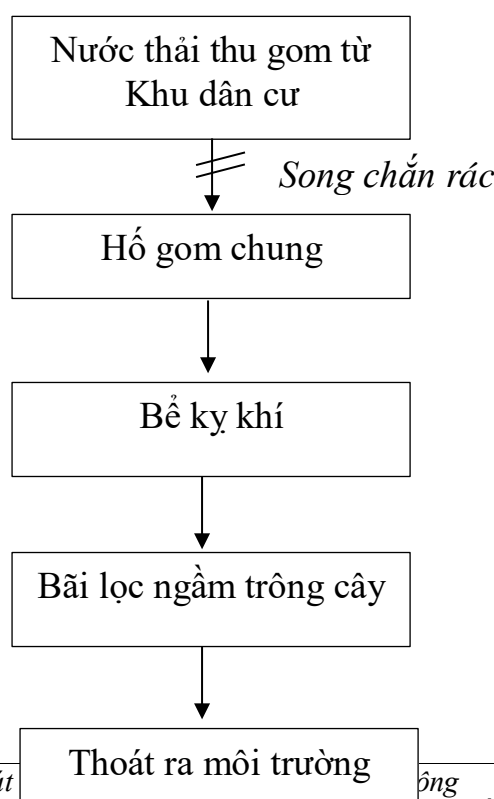 Nước thải thu gom từ
Khu dân cư
Song chắn rác
Hố gom chung
Bể kỵ khí
Bãi lọc ngầm trông cây
Thoát ra môi trường